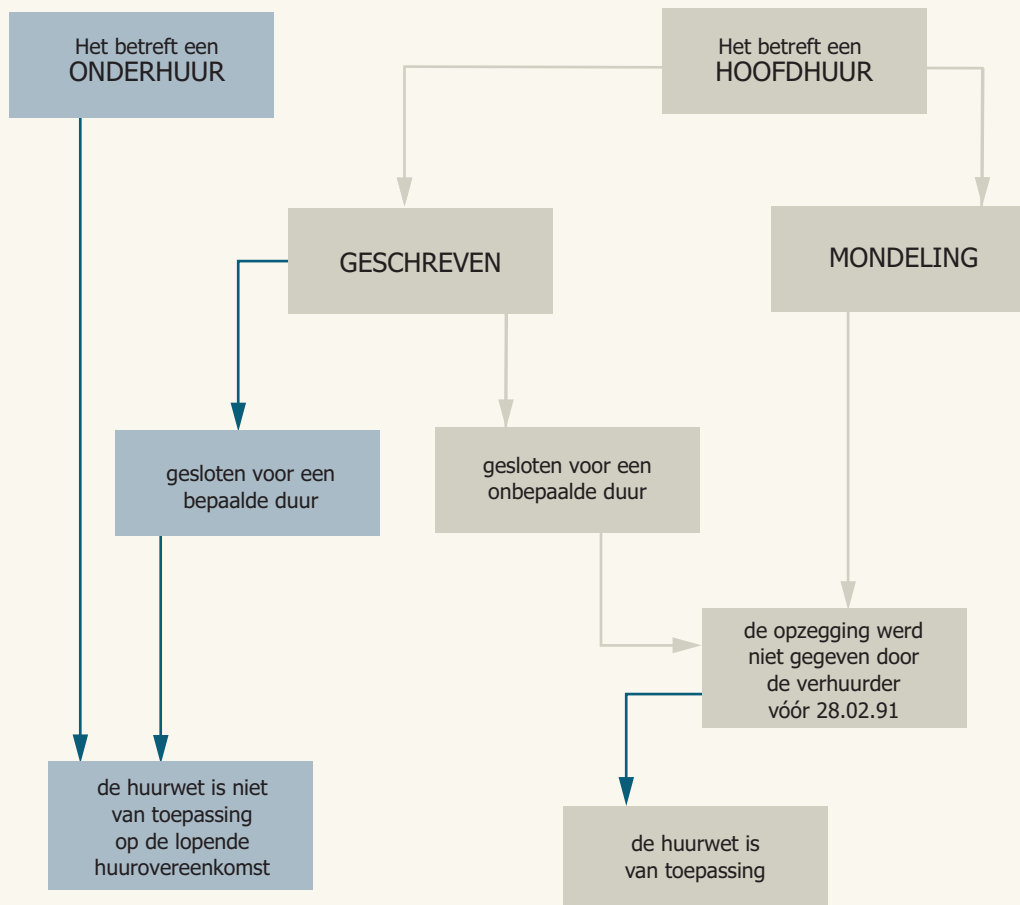 Het betreft een
ONDERHUUR
Het betreft een
HOOFDHUUR
GESCHREVEN
MONDELING
gesloten voor een
bepaalde duur
gesloten voor een
onbepaalde duur
de opzegging werd
niet gegeven door
de verhuurder
vóór 28.02.91
de huurwet is niet
van toepassing
op de lopende
huurovereenkomst
de huurwet is
van toepassing